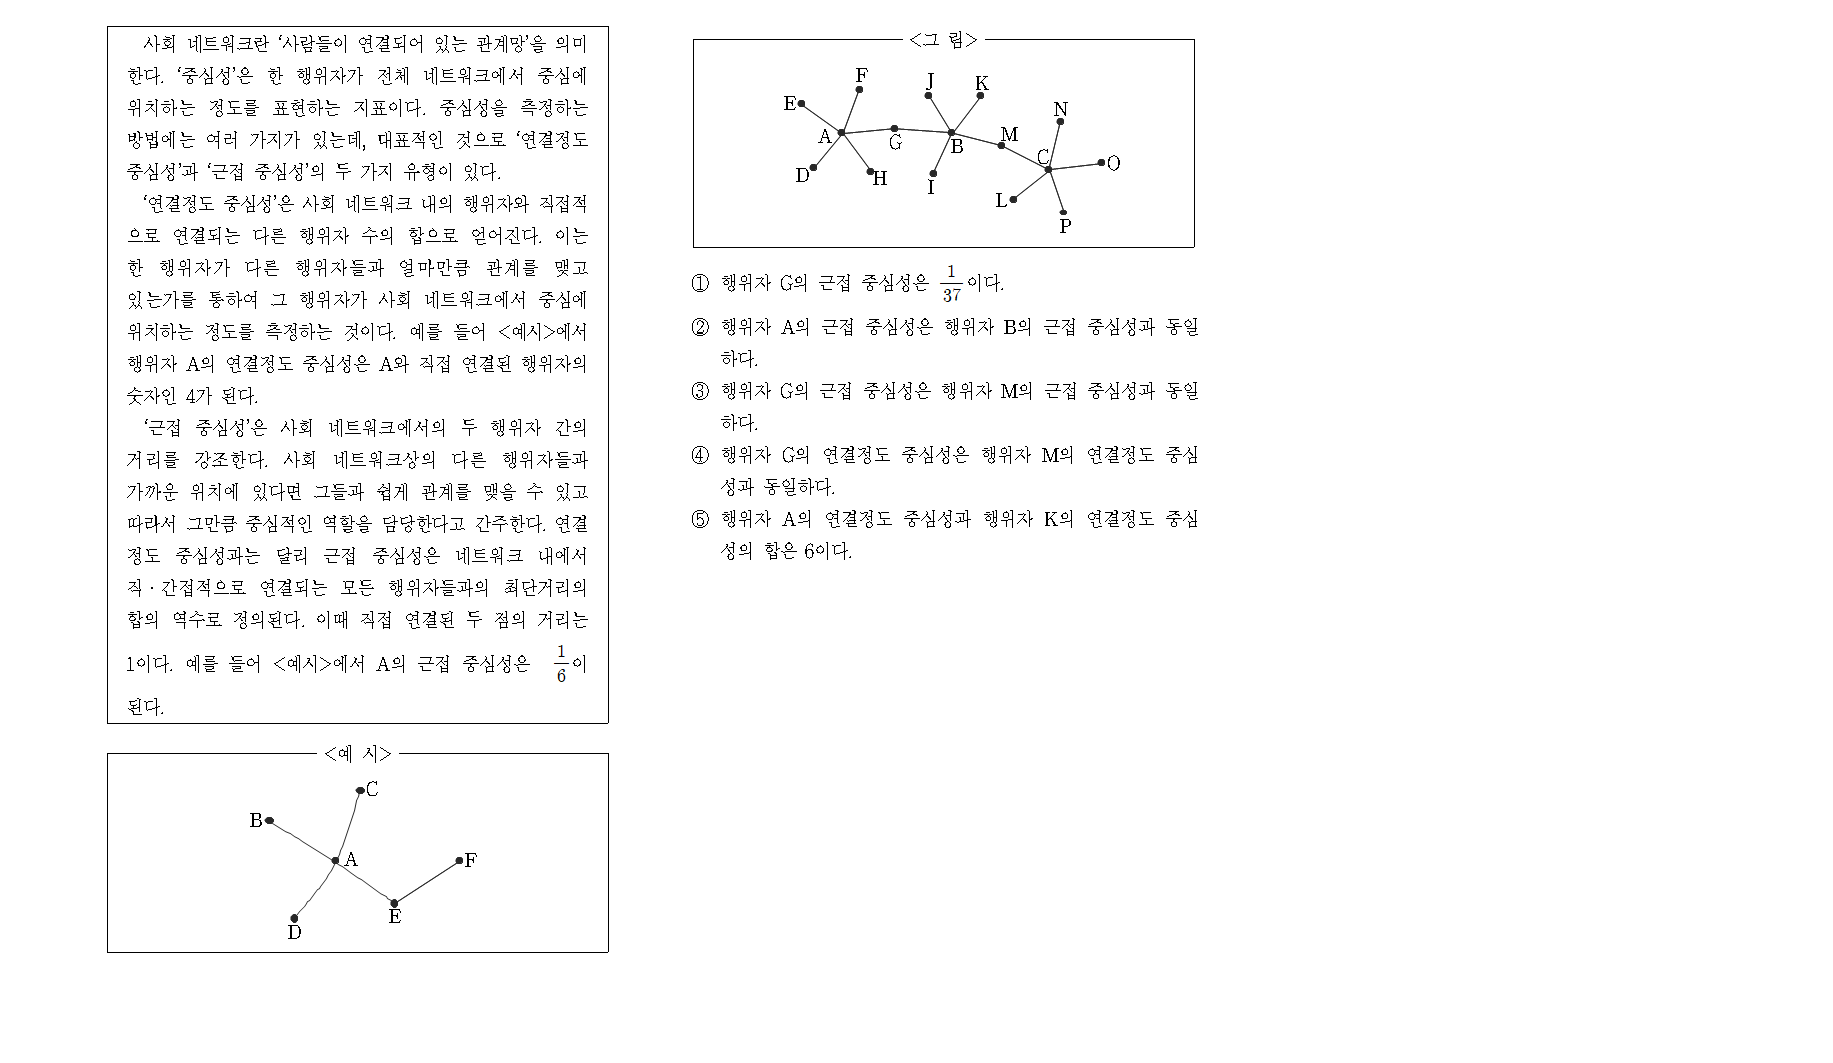 사회 네트워크란 ‘사람들이 연결되어 있는 관계망’을 의미
한다. ‘중심성’은 한 행위자가 전체 네트워크에서 중심에
위치하는 정도를 표현하는 지표이다. 중심성을 측정하는
방법에는 여러 가지가 있는데, 대표적인 것으로 ‘연결정도
중심성’과 ‘근접 중심성’의 두 가지 유형이 있다.
‘연결정도 중심성’은 사회 네트워크 내의 행위자와 직접적
으로 연결되는 다른 행위자 수의 합으로 얻어진다. 이는
한 행위자가 다른 행위자들과 얼마만큼 관계를 맺고
있는가를 통하여 그 행위자가 사회 네트워크에서 중심에
위치하는 정도를 측정하는 것이다. 예를 들어 <예시>에서
행위자 A의 연결정도 중심성은 A와 직접 연결된 행위자의
숫자인 4가 된다.
‘근접 중심성’은 사회 네트워크에서의 두 행위자 간의
거리를 강조한다. 사회 네트워크상의 다른 행위자들과
가까운 위치에 있다면 그들과 쉽게 관계를 맺을 수 있고
따라서 그만큼 중심적인 역할을 담당한다고 간주한다. 연결
정도 중심성과는 달리 근접 중심성은 네트워크 내에서
직·간접적으로 연결되는 모든 행위자들과의 최단거리의
합의 역수로 정의된다. 이때 직접 연결된 두 점의 거리는
1이다. 예를 들어 <예시>에서 A의 근접 중심성은 1/6이
된다.
<예 시>
C
B
A
F
E
D
<그 림>
F
J
K
E
N
A
G
B
M
C
O
D
H
I
L
P
① 행위자 G의 근접 중심성은 1/37이다.
② 행위자 A의 근접 중심성은 행위자 B의 근접 중심성과 동일
하다.
③ 행위자 G의 근접 중심성은 행위자 M의 근접 중심성과 동일
하다.
④ 행위자 G의 연결정도 중심성은 행위자 M의 연결정도 중심
성과 동일하다.
⑤ 행위자 A의 연결정도 중심성과 행위자 K의 연결정도 중심
성의 합은 6이다.